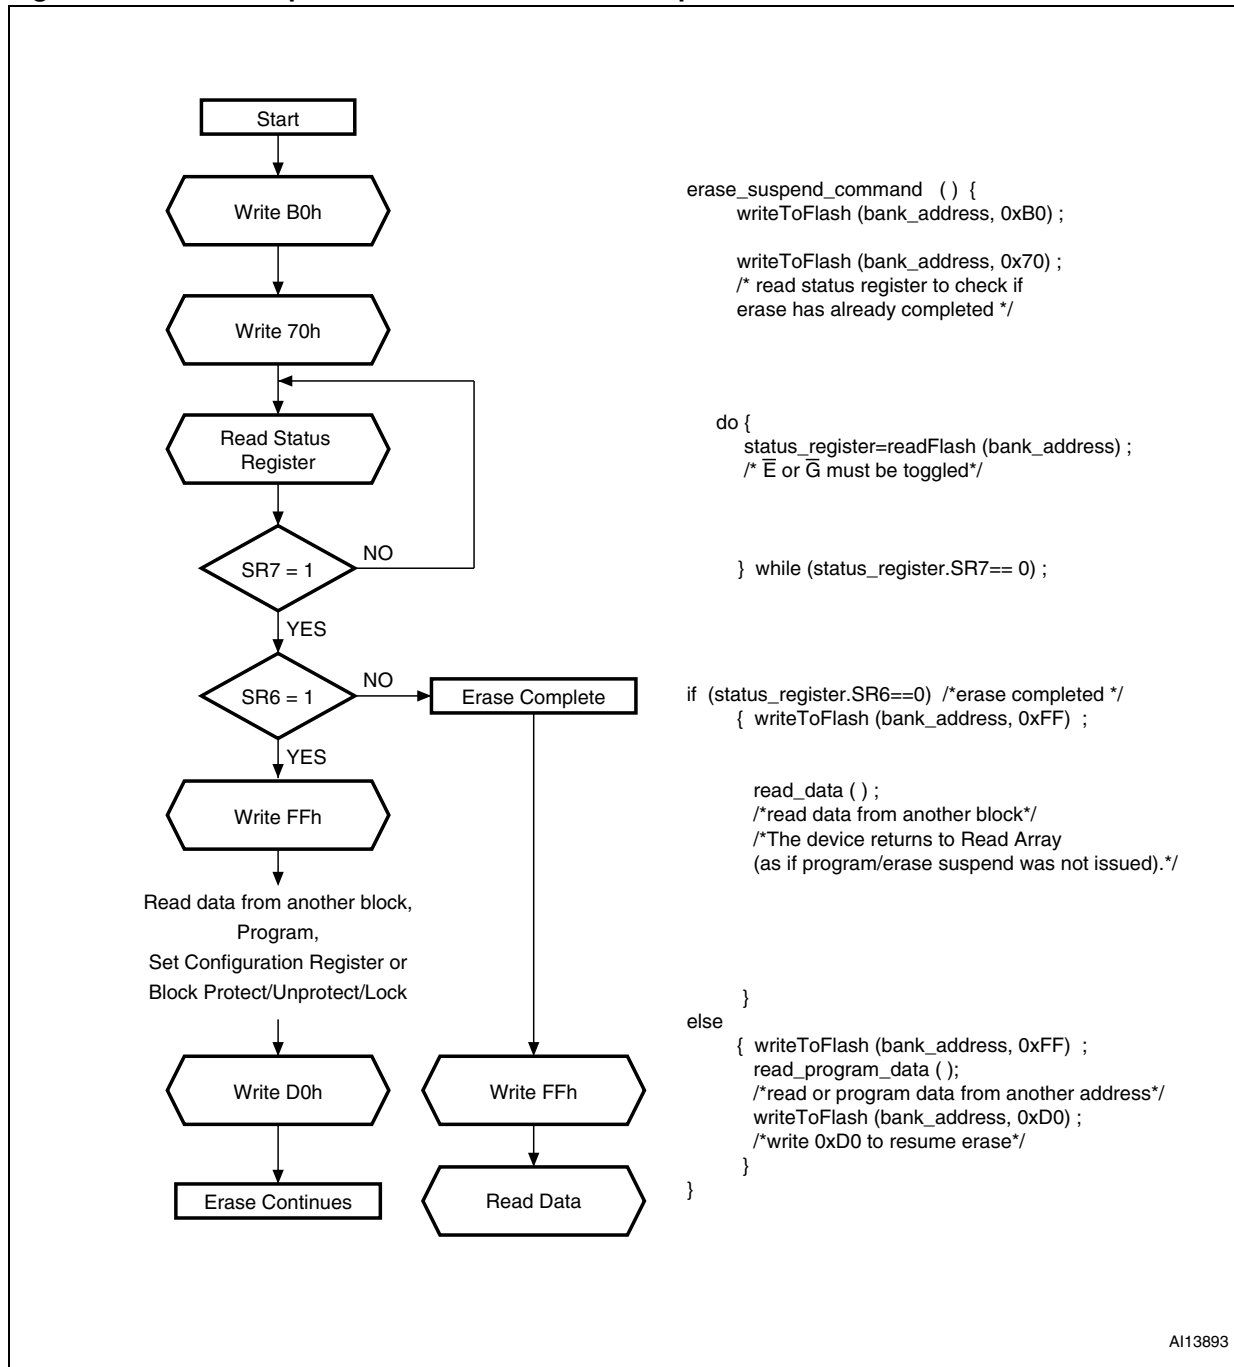 Start
Write B0h
Write 70h
Read Status
Register
SR7 = 1
NO
YES
SR6 = 1
NO
Erase Complete
YES
Write FFh
Read data from another block,
Program,
Set Configuration Register or
Block Protect/Unprotect/Lock
Write D0h
Erase Continues
Write FFh
Read Data
erase_suspend_command ( ) {
writeToFlash (bank_address, 0xB0) ;
writeToFlash (bank_address, 0x70) ;
/* read status register to check if
erase has already completed */
do {
status_register=readFlash (bank_address) ;
/* E̅ or G̅ must be toggled*/
} while (status_register.SR7== 0) ;
if (status_register.SR6==0) /*erase completed */
{ writeToFlash (bank_address, 0xFF) ;
read_data ( ) ;
/*read data from another block*/
/*The device returns to Read Array
(as if program/erase suspend was not issued).*/
}
else
{ writeToFlash (bank_address, 0xFF) ;
read_program_data ( );
/*read or program data from another address*/
writeToFlash (bank_address, 0xD0) ;
/*write 0xD0 to resume erase*/
}
}
AI13893